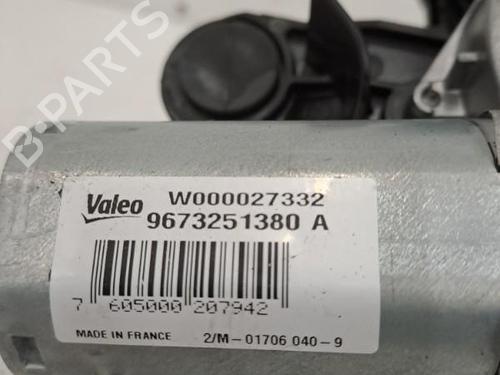 B-PARTS
Valeo
W000027332
9673251380 A
7 605000 207942
MADE IN FRANCE 2/M-01706 040-9